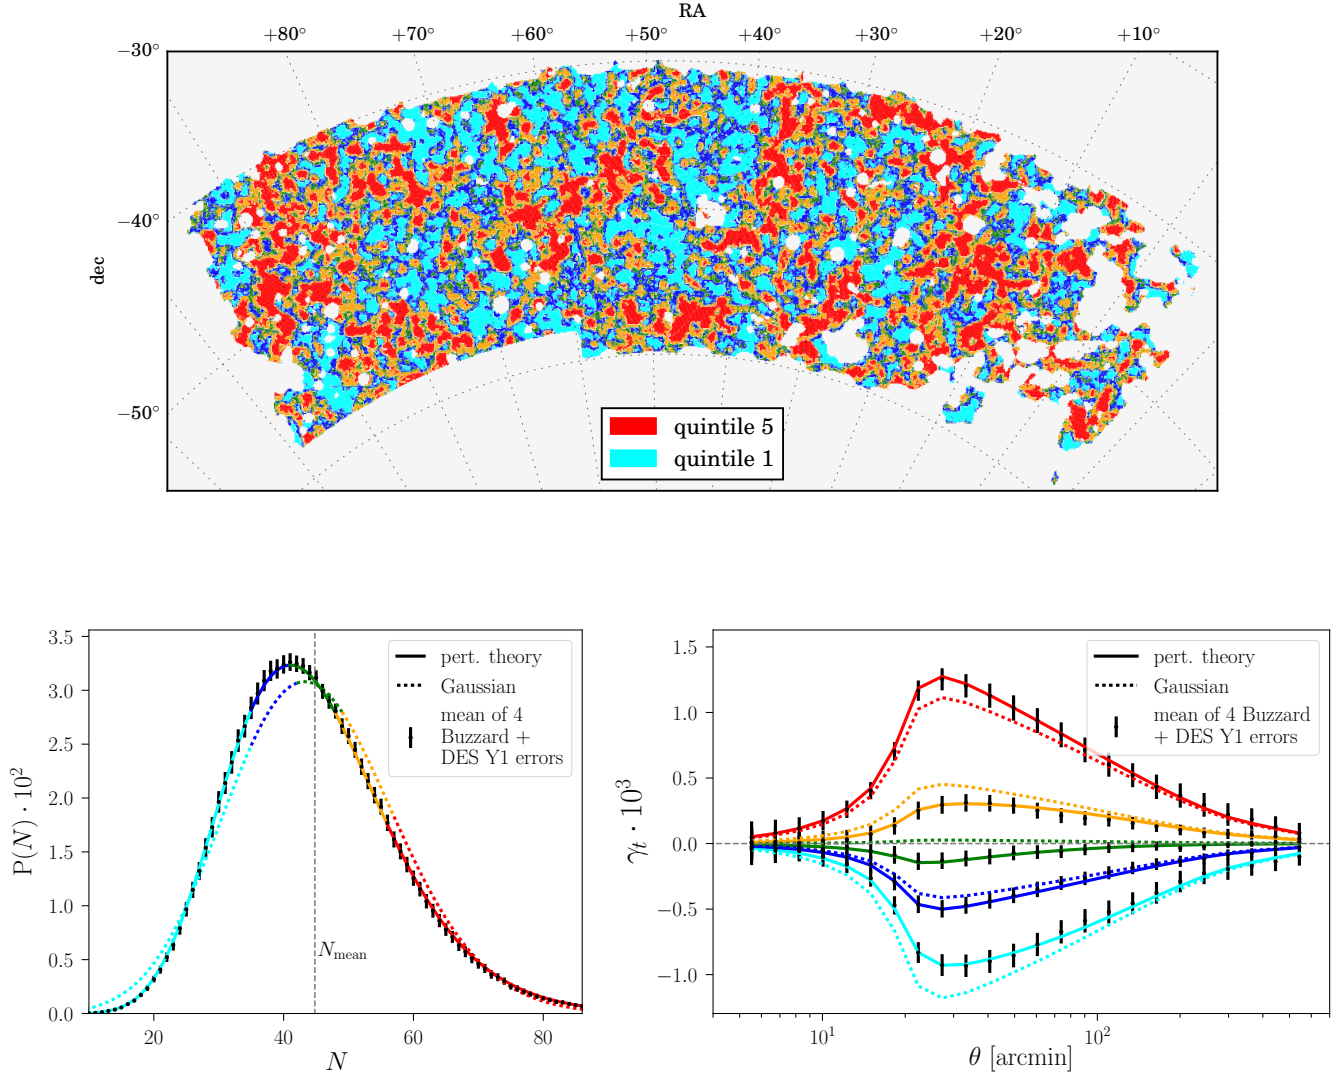 RA
+80° +70° +60° +50° +40° +30° +20° +10°
−30°
−40°
−50°
dec
quintile 5
quintile 1
3.5
3.0
2.5
2.0
1.5
1.0
0.5
0.0
P(N) · 10²
20 40 60 80
N
N_mean
pert. theory
Gaussian
mean of 4
Buzzard +
DES Y1 errors
1.5
1.0
0.5
0.0
−0.5
−1.0
γ_t · 10³
10¹ 10²
θ [arcmin]
pert. theory
Gaussian
mean of 4 Buzzard
+ DES Y1 errors